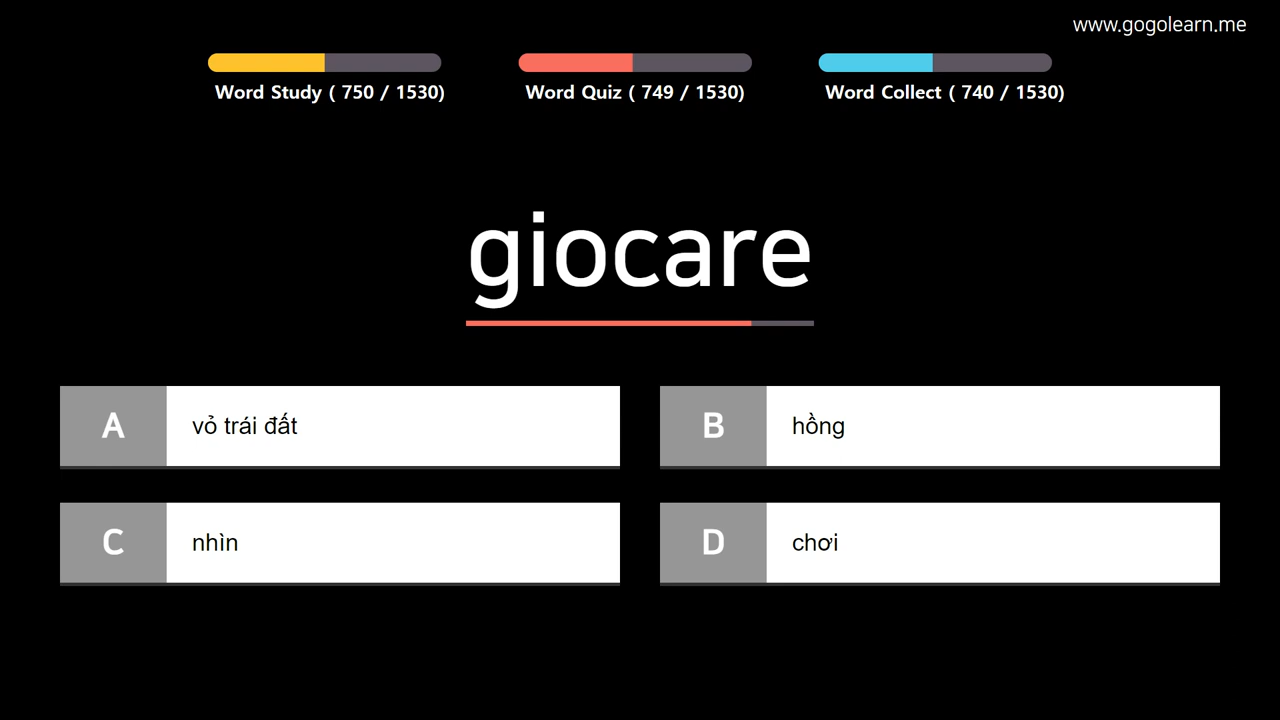 www.gogolearn.me
Word Study ( 750 / 1530)
Word Quiz ( 749 / 1530)
Word Collect ( 740 / 1530)
giocare
A
vỏ trái đất
B
hồng
C
nhìn
D
chơi